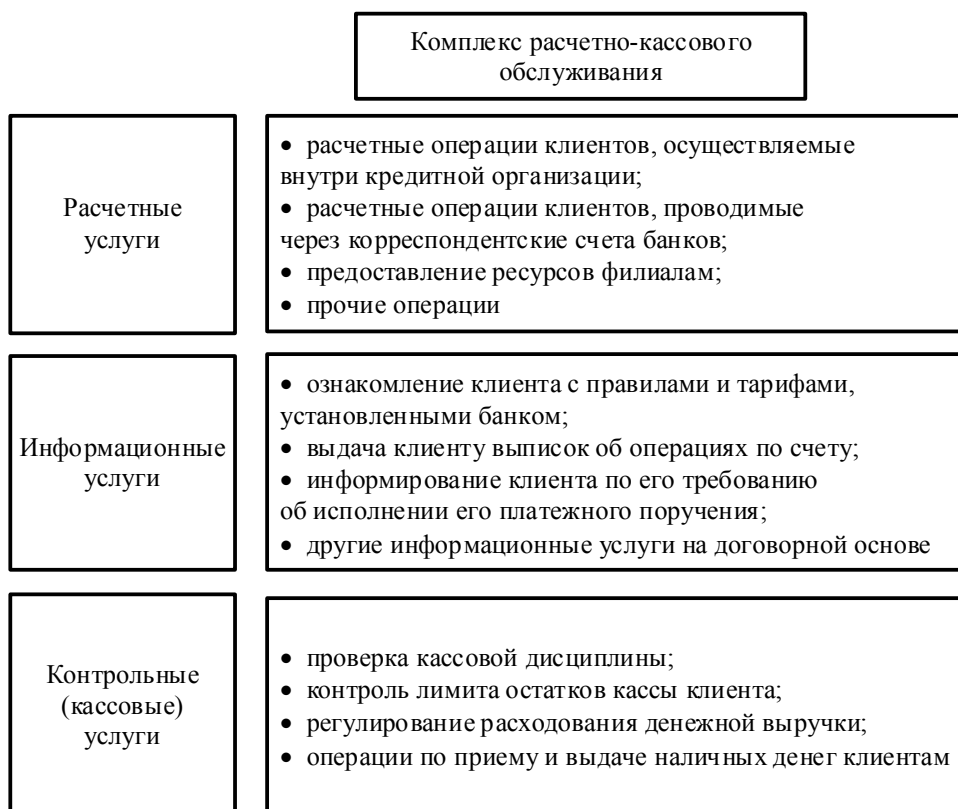 Комплекс расчетно-кассового
обслуживания
Расчетные
услуги
• расчетные операции клиентов, осуществляемые
внутри кредитной организации;
• расчетные операции клиентов, проводимые
через корреспондентские счета банков;
• предоставление ресурсов филиалам;
• прочие операции
Информационные
услуги
• ознакомление клиента с правилами и тарифами,
установленными банком;
• выдача клиенту выписок об операциях по счету;
• информирование клиента по его требованию
об исполнении его платежного поручения;
• другие информационные услуги на договорной основе
Контрольные
(кассовые)
услуги
• проверка кассовой дисциплины;
• контроль лимита остатков кассы клиента;
• регулирование расходования денежной выручки;
• операции по приему и выдаче наличных денег клиентам